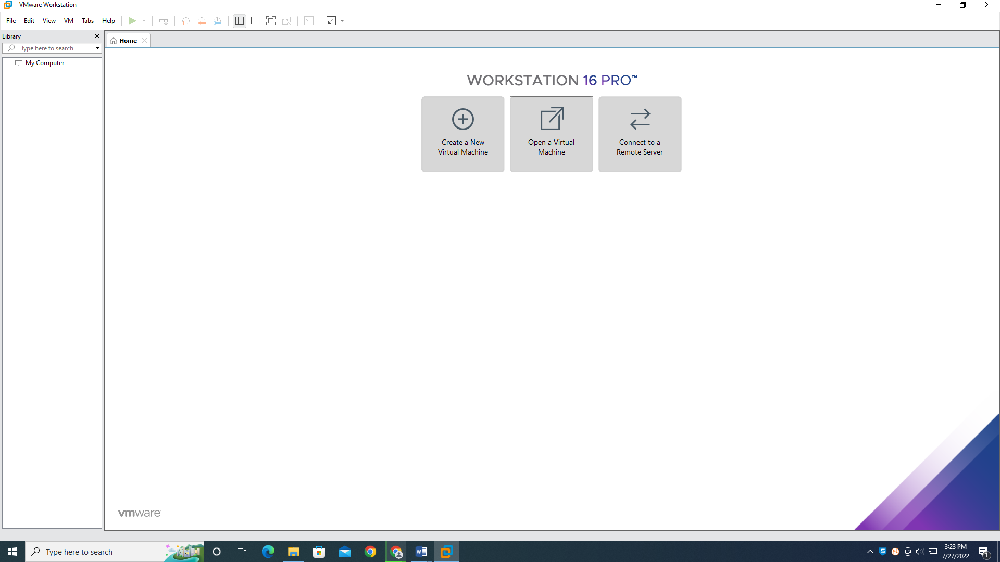 VMware Workstation
File Edit View VM Tabs Help
Library
Type here to search
My Computer
Home
WORKSTATION 16 PRO™
Create a New
Virtual Machine
Open a Virtual
Machine
Connect to a
Remote Server
vmware
Type here to search
3:23 PM
7/27/2022
1